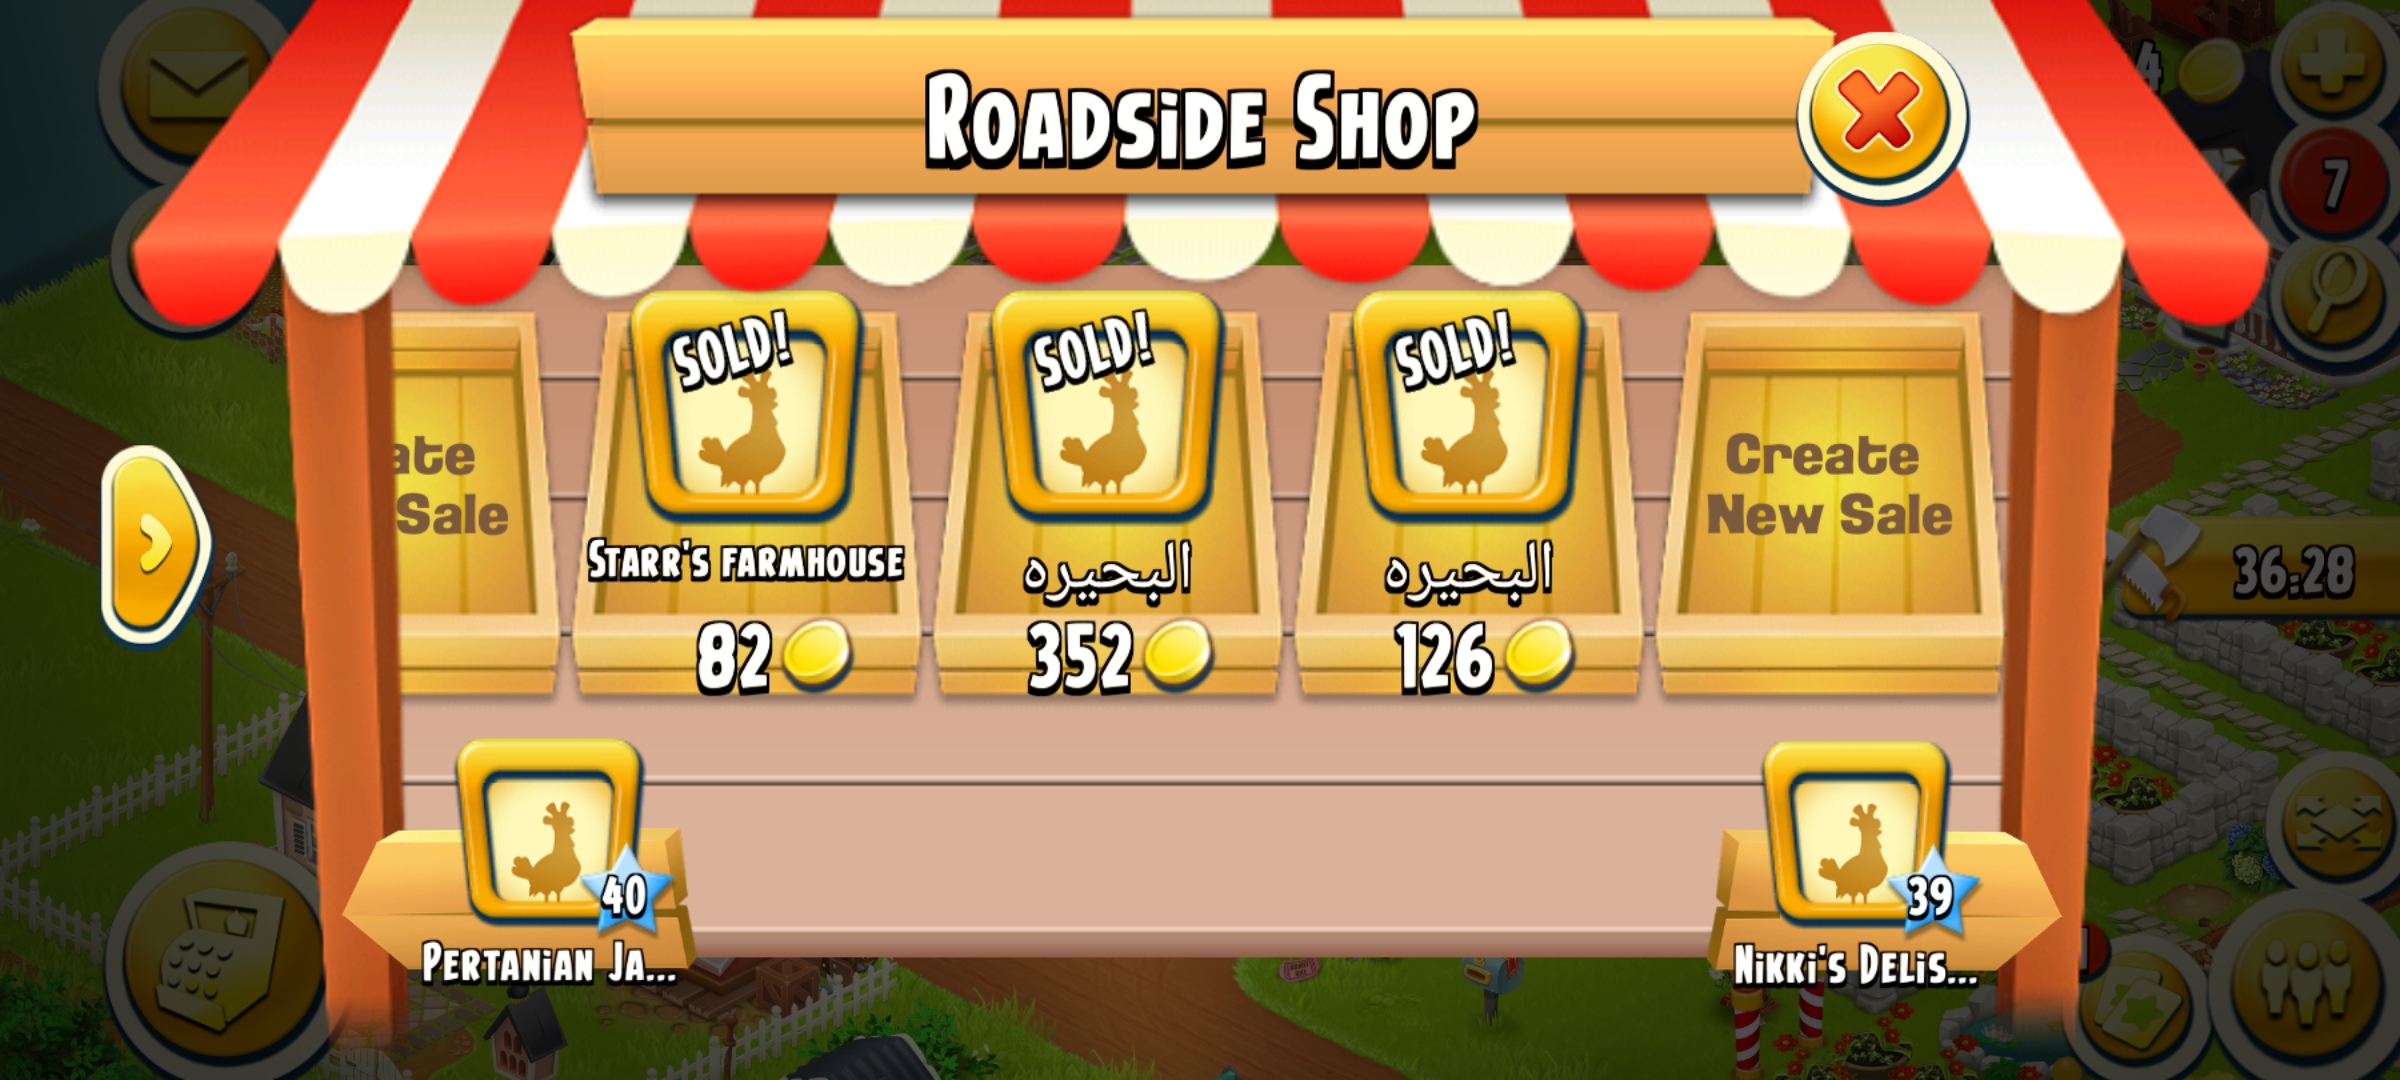 ROADSIDE SHOP
4
7
SOLD!
SOLD!
SOLD!
ate
Sale
Create
New Sale
STARR'S FARMHOUSE
البحيره
البحيره
36:28
82
352
126
40
39
PERTANIAN JA...
NIKKI'S DELIS...